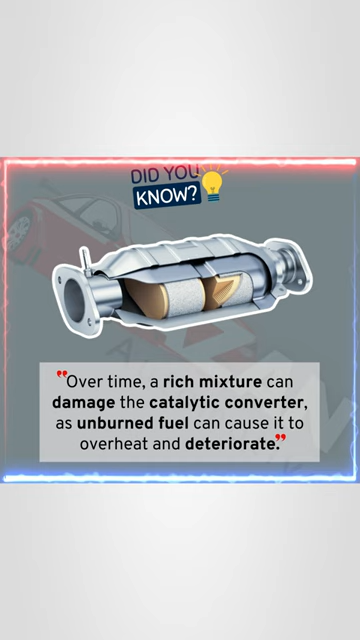 DID YOU
KNOW?
"Over time, a rich mixture can
damage the catalytic converter,
as unburned fuel can cause it to
overheat and deteriorate."